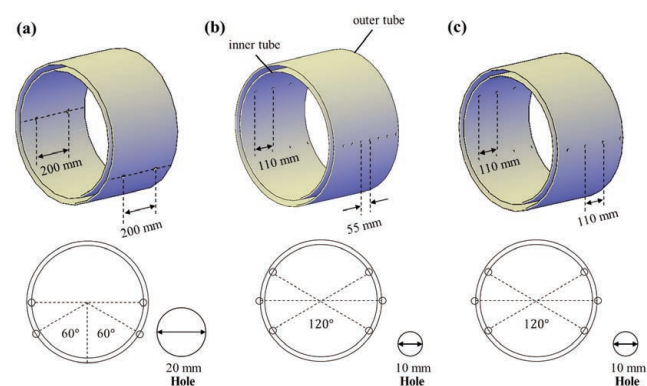 (a)
(b)
(c)
outer tube
inner tube
200 mm
200 mm
110 mm
55 mm
110 mm
110 mm
60° 60°
120°
120°
20 mm
Hole
10 mm
Hole
10 mm
Hole